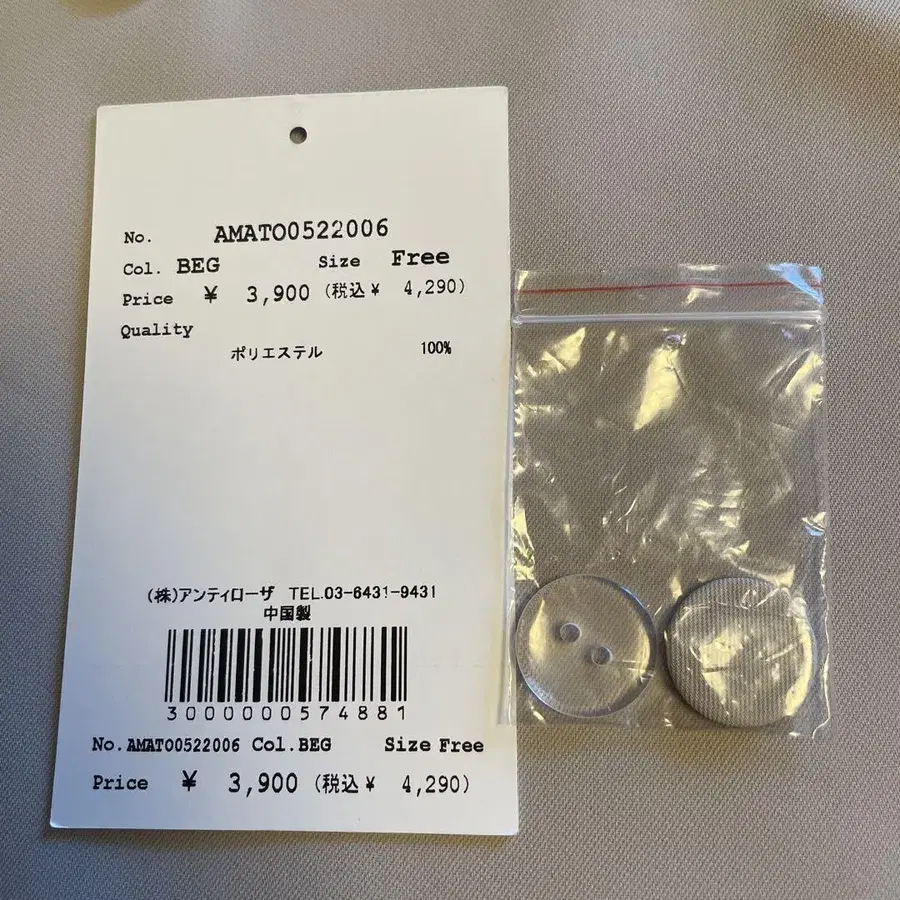 No. AMATO0522006
Col. BEG Size Free
Price ¥ 3,900 (税込¥ 4,290)
Quality
ポリエステル 100%
(株)アンティローザ TEL.03-6431-9431
中国製
3000000574881
No.AMATO0522006 Col.BEG Size Free
Price ¥ 3,900 (税込¥ 4,290)